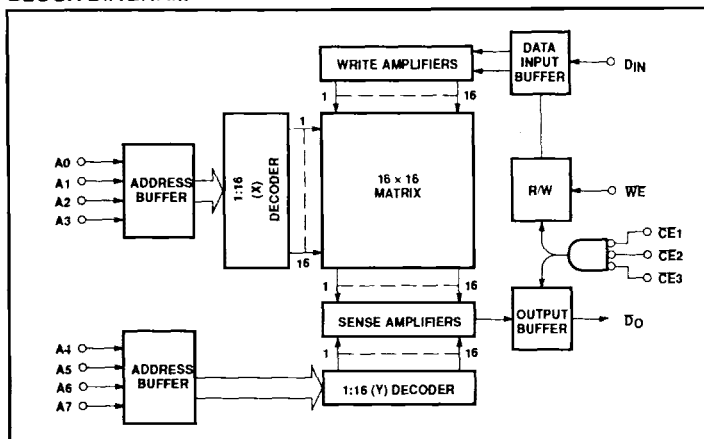 BLOCK DIAGRAM
WRITE AMPLIFIERS
DATA
INPUT
BUFFER
DIN
1
16
A0
A1
A2
A3
ADDRESS
BUFFER
1:16
(X)
DECODER
1
16
16 × 16
MATRIX
R/W
WE
CE1
CE2
CE3
1
16
SENSE AMPLIFIERS
OUTPUT
BUFFER
DO
A4
A5
A6
A7
ADDRESS
BUFFER
1
16
1:16 (Y) DECODER